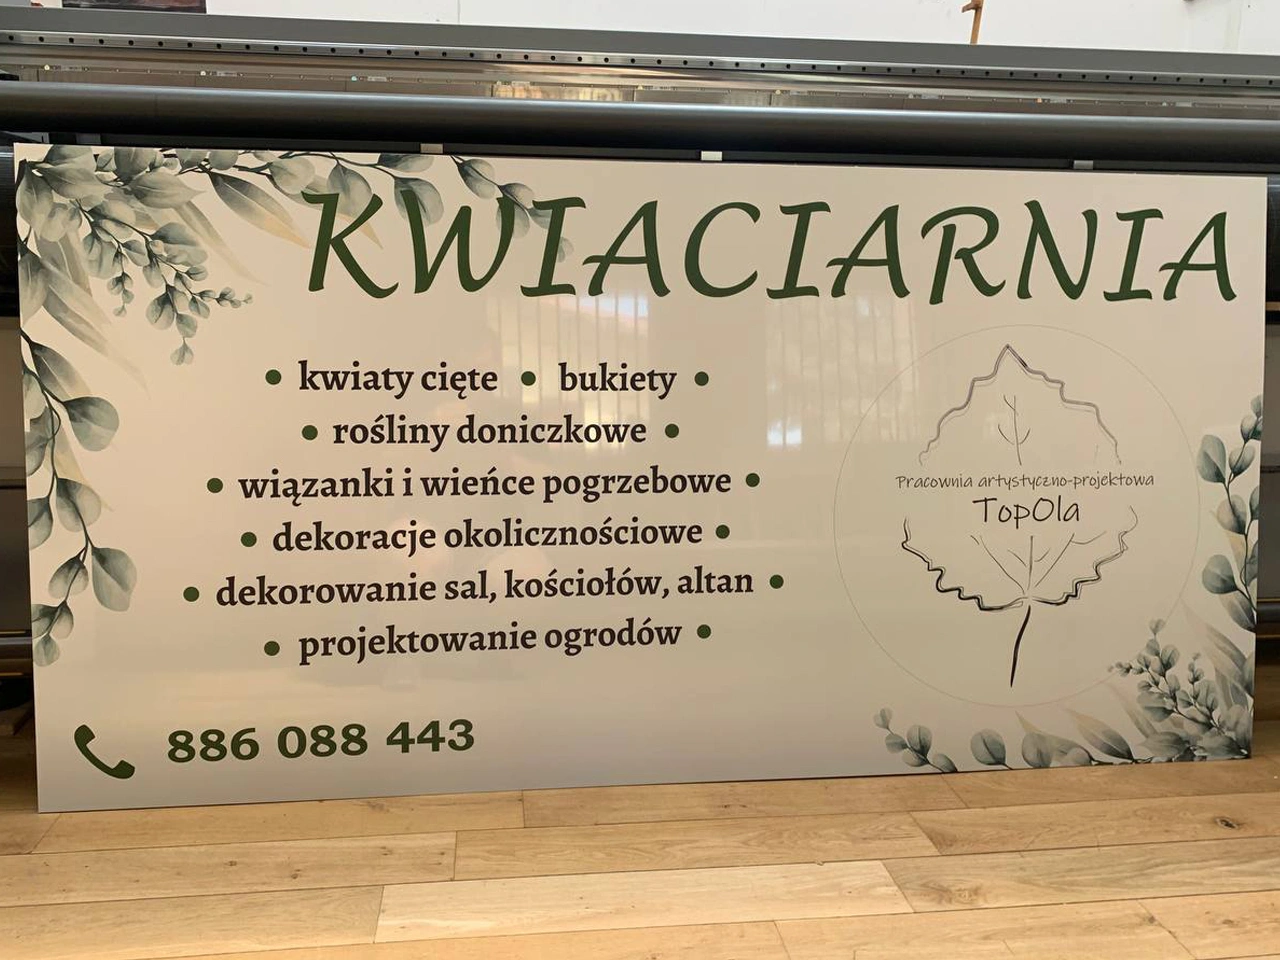 KWIACIARNIA
• kwiaty cięte • bukiety •
• rośliny doniczkowe •
• wiązanki i wieńce pogrzebowe •
• dekoracje okolicznościowe •
• dekorowanie sal, kościołów, altan •
• projektowanie ogrodów •
Pracownia artystyczno-projektowa
TopOla
886 088 443